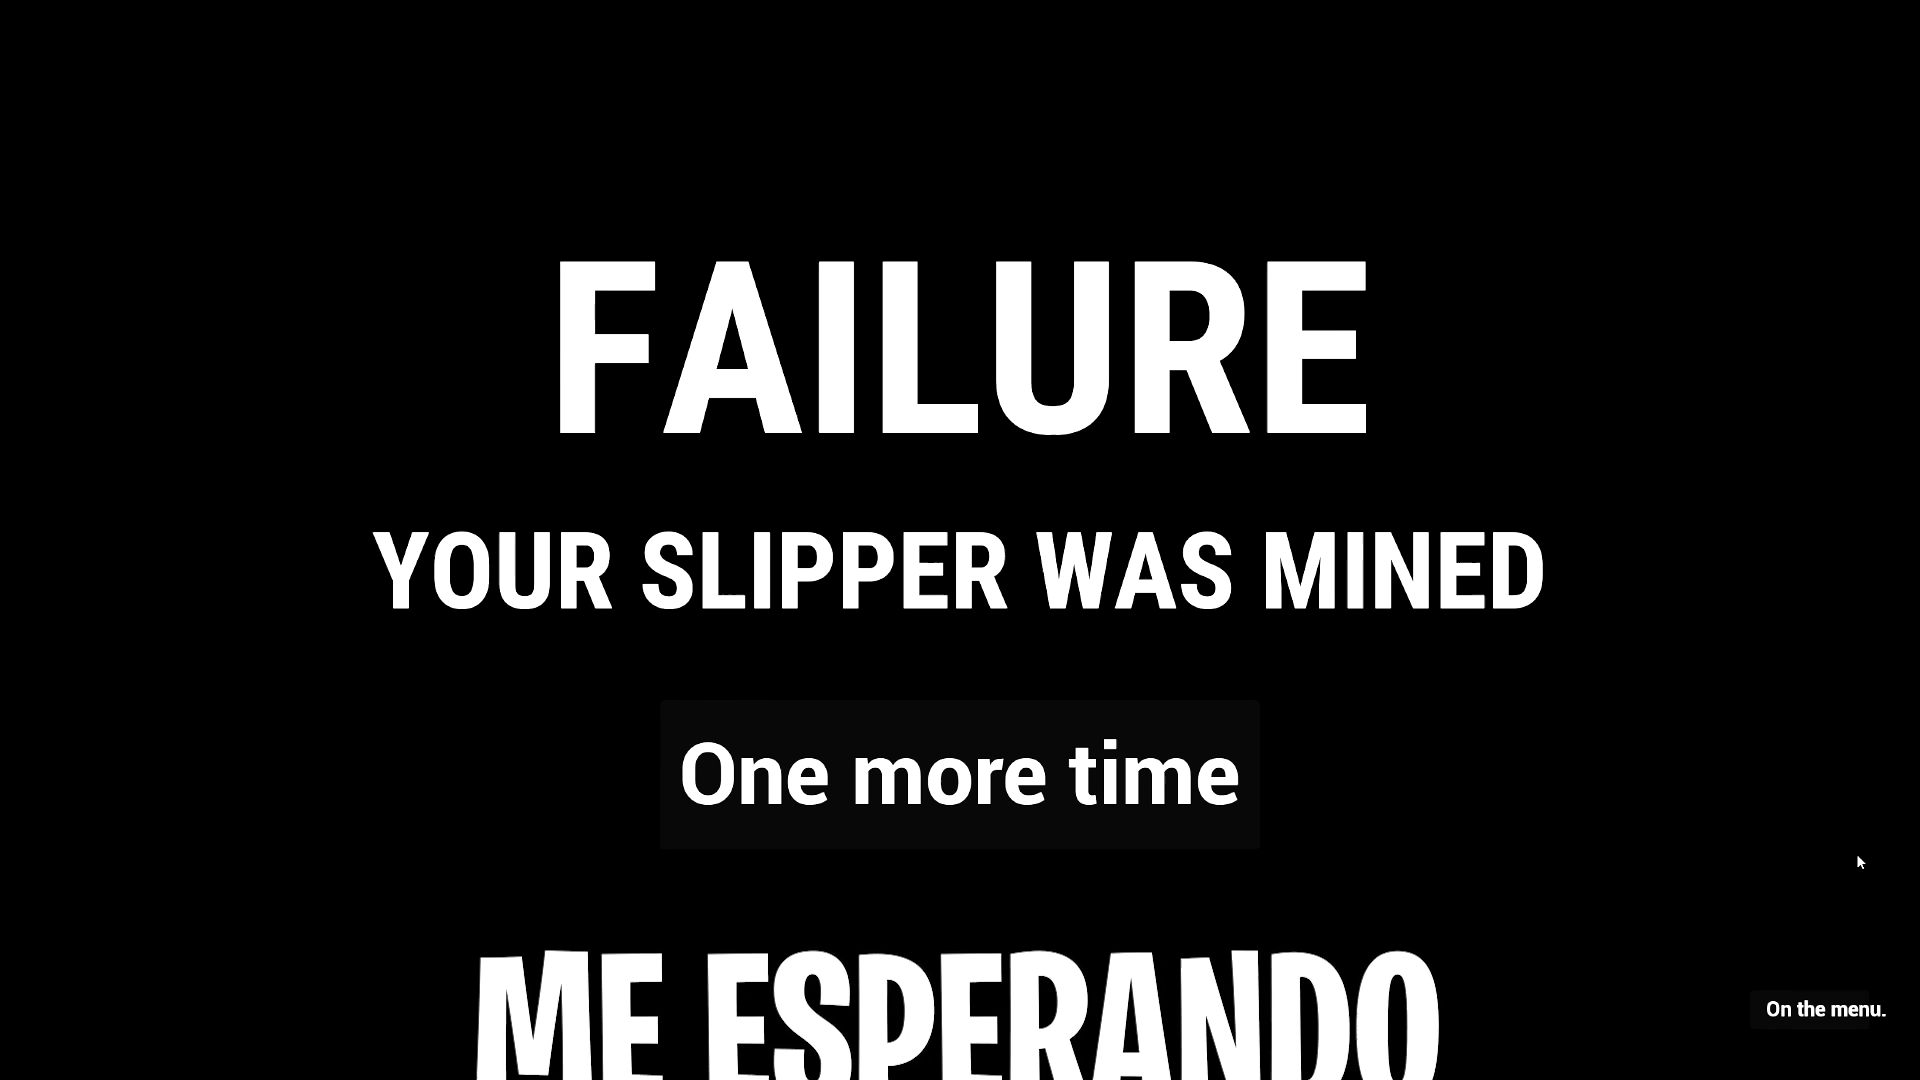 FAILURE
YOUR SLIPPER WAS MINED
One more time
ME ESPERANDO
On the menu.